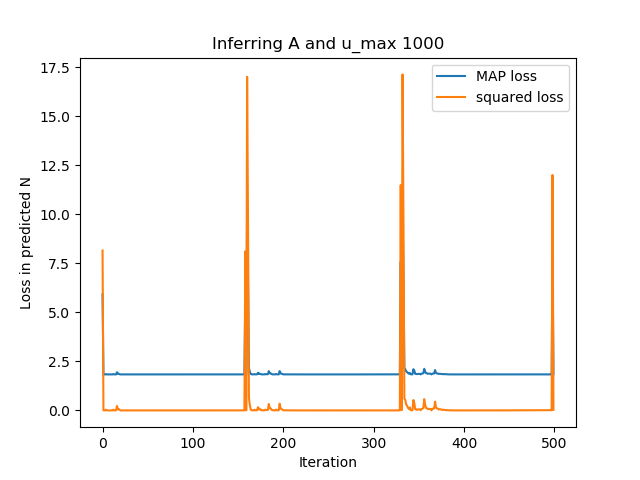 Inferring A and u_max 1000
17.5
15.0
12.5
10.0
7.5
5.0
2.5
0.0
Loss in predicted N
MAP loss
squared loss
0 100 200 300 400 500
Iteration